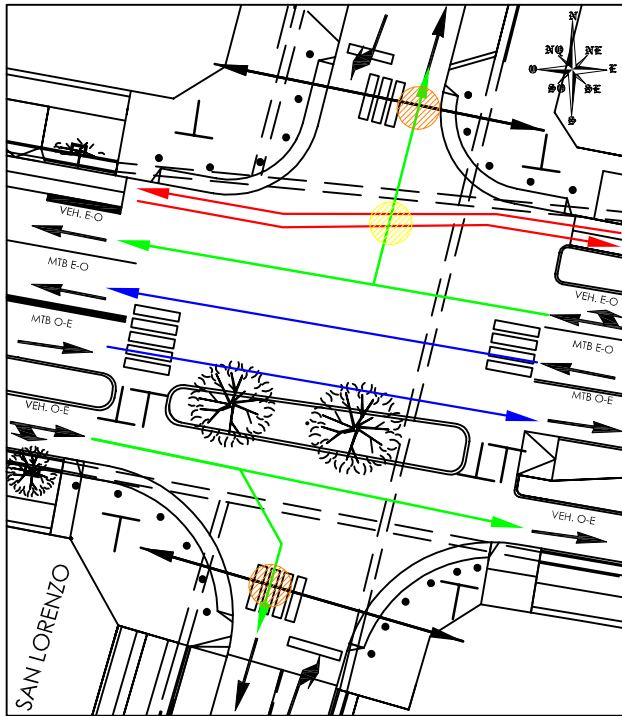 N
NO NE
O E
SO SE
S
VEH. E-O
MTB E-O
MTB O-E
VEH. O-E
VEH. E-O
MTB E-O
MTB O-E
VEH. O-E
SAN LORENZO